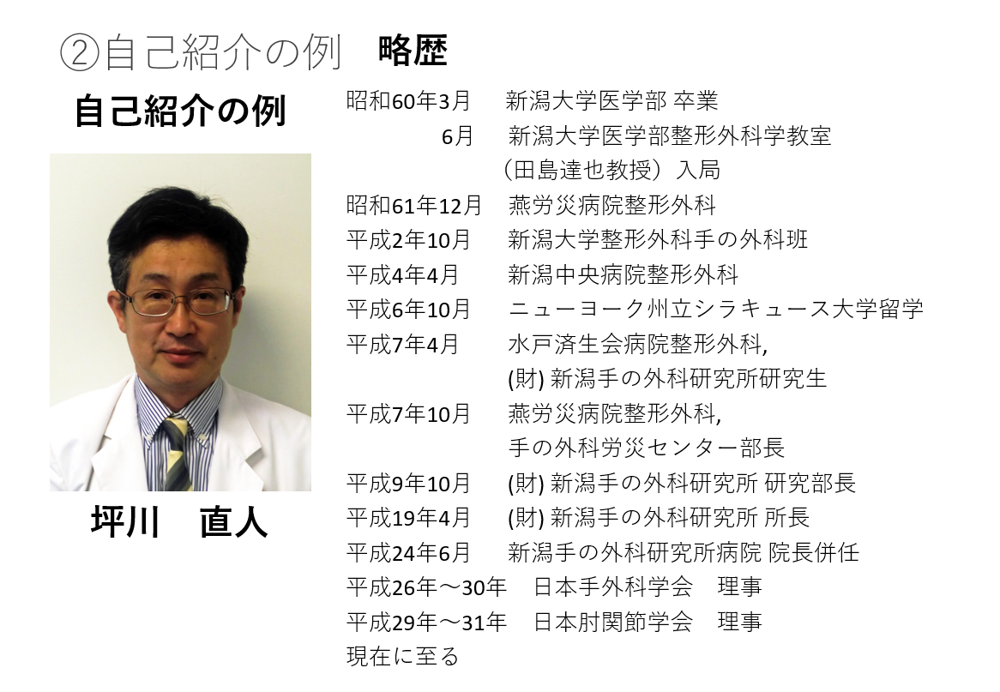 ②自己紹介の例 略歴
自己紹介の例
昭和60年3月 新潟大学医学部 卒業
6月 新潟大学医学部整形外科学教室
（田島達也教授）入局
昭和61年12月 燕労災病院整形外科
平成2年10月 新潟大学整形外科手の外科班
平成4年4月 新潟中央病院整形外科
平成6年10月 ニューヨーク州立シラキュース大学留学
平成7年4月 水戸済生会病院整形外科,
(財) 新潟手の外科研究所研究生
平成7年10月 燕労災病院整形外科,
手の外科労災センター部長
平成9年10月 (財) 新潟手の外科研究所 研究部長
平成19年4月 (財) 新潟手の外科研究所 所長
平成24年6月 新潟手の外科研究所病院 院長併任
平成26年～30年 日本手外科学会 理事
平成29年～31年 日本肘関節学会 理事
現在に至る
坪川 直人